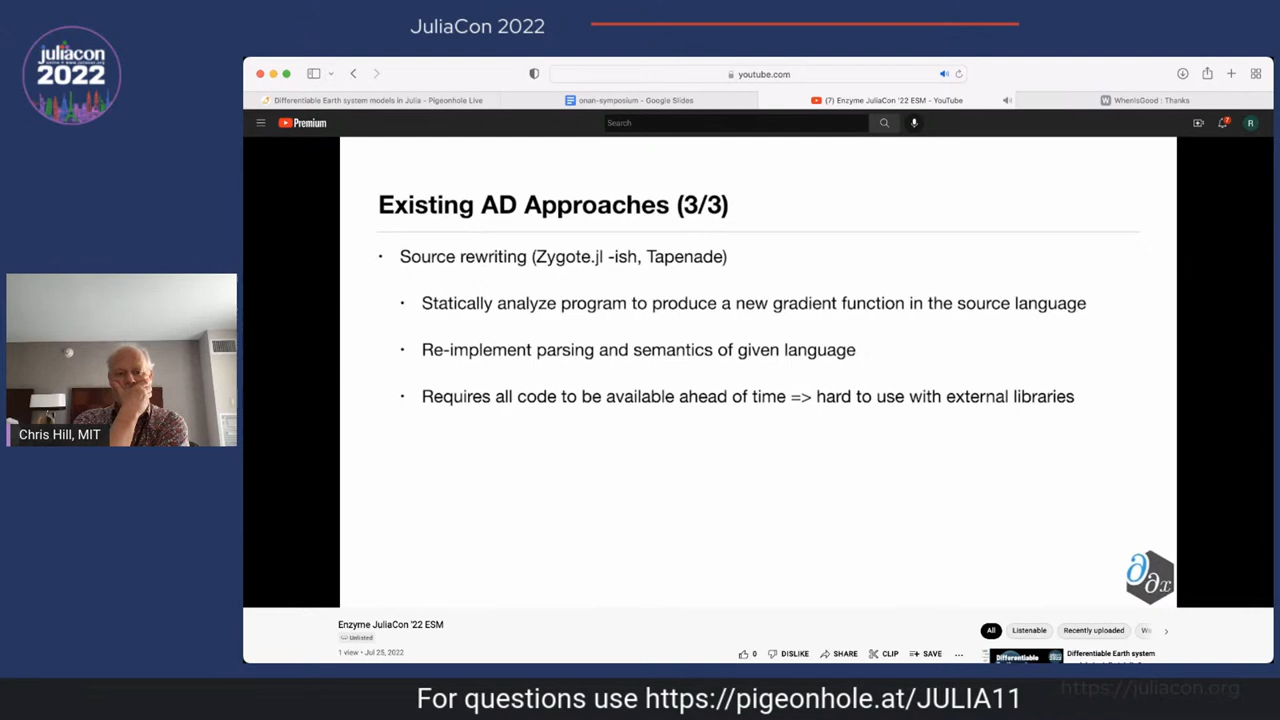 JuliaCon 2022
juliacon
2022
youtube.com
Differentiable Earth system models in Julia - Pigeonhole Live
onan-symposium - Google Slides
(7) Enzyme JuliaCon '22 ESM - YouTube
W
WhenIsGood : Thanks
Premium
Search
7
R
Existing AD Approaches (3/3)
· Source rewriting (Zygote.jl -ish, Tapenade)
· Statically analyze program to produce a new gradient function in the source language
· Re-implement parsing and semantics of given language
· Requires all code to be available ahead of time => hard to use with external libraries
Chris Hill, MIT
∂ ∂x
Enzyme JuliaCon '22 ESM
Unlisted
1 view • Jul 25, 2022
0
DISLIKE
SHARE
CLIP
SAVE
...
All
Listenable
Recently uploaded
Differentiable
Differentiable Earth system
For questions use https://pigeonhole.at/JULIA11
https://juliacon.org